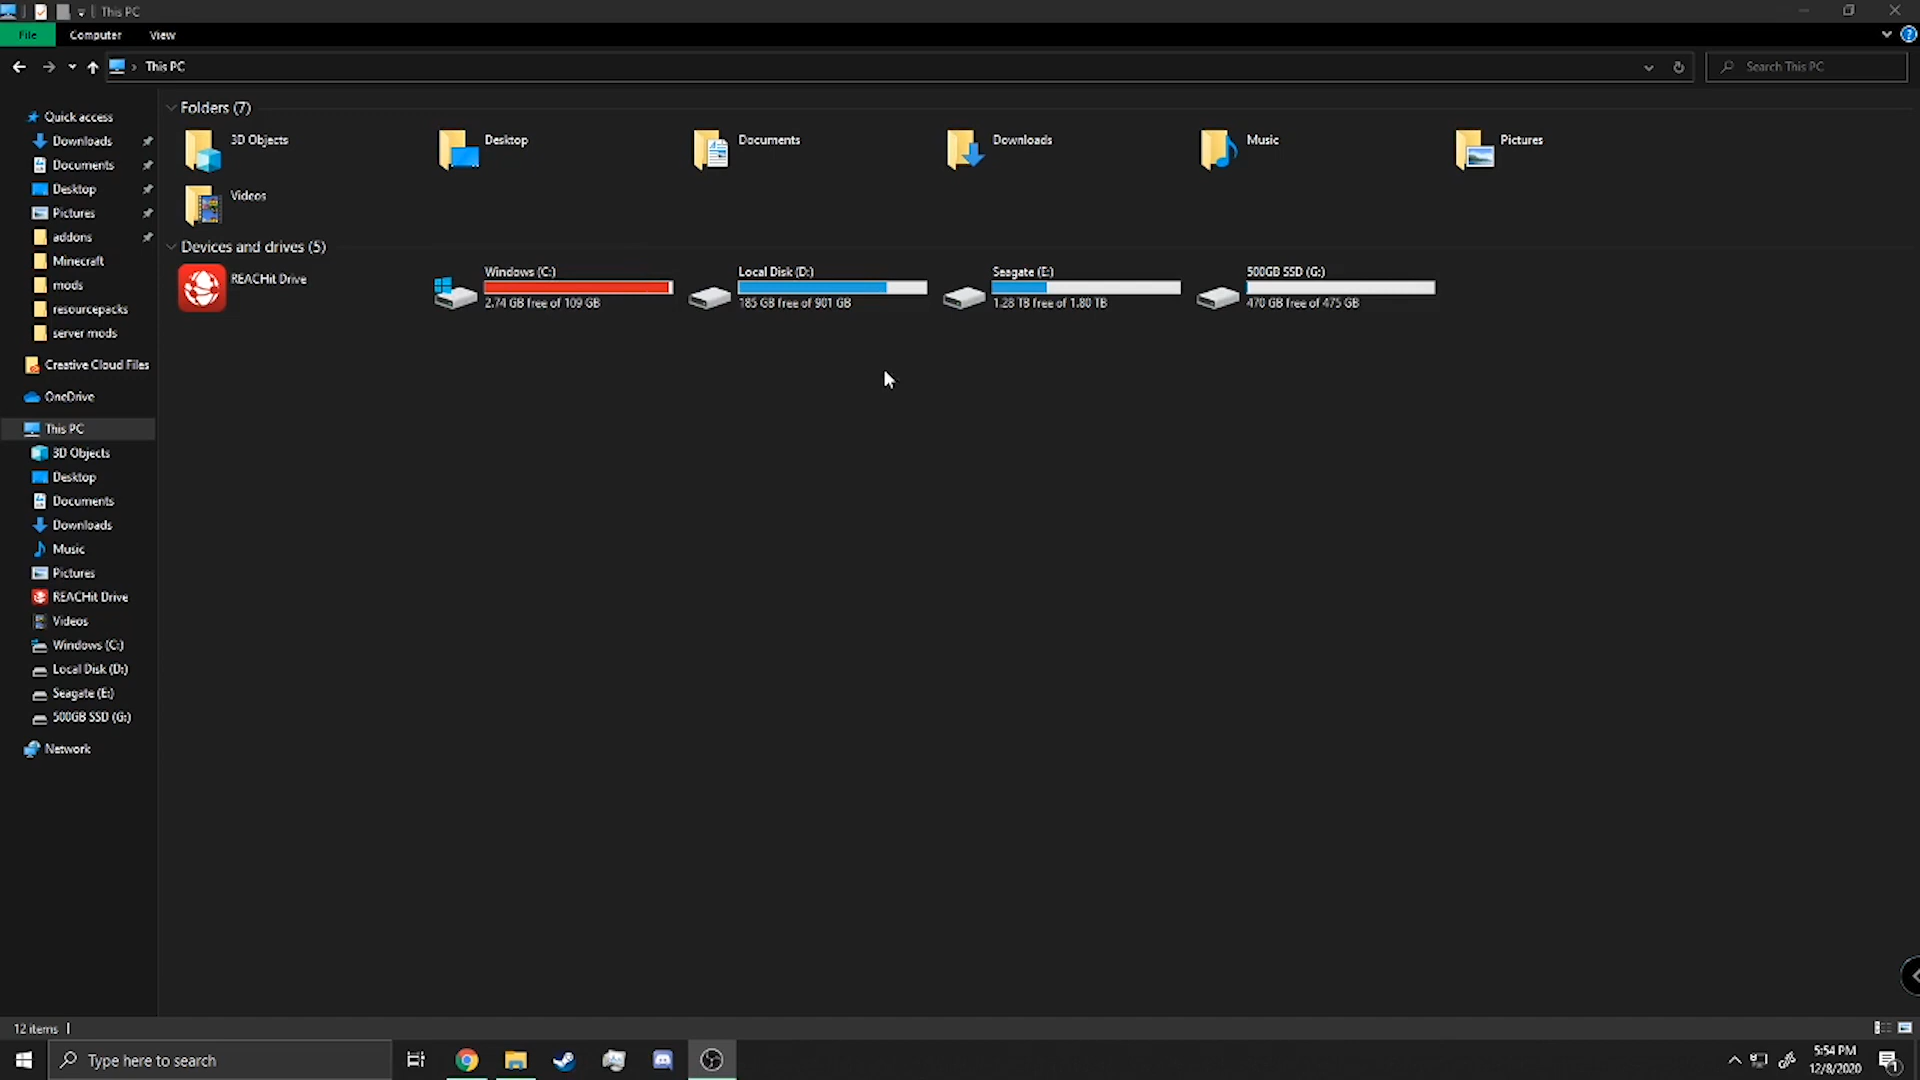 This PC
File
Computer
View
This PC
Search This PC
Quick access
Downloads
Documents
Desktop
Pictures
addons
Minecraft
mods
resourcepacks
server mods
Creative Cloud Files
OneDrive
This PC
3D Objects
Desktop
Documents
Downloads
Music
Pictures
REACHit Drive
Videos
Windows (C:)
Local Disk (D:)
Seagate (E:)
500GB SSD (G:)
Network
Folders (7)
3D Objects
Desktop
Documents
Downloads
Music
Pictures
Videos
Devices and drives (5)
REACHit Drive
Windows (C:)
2.74 GB free of 109 GB
Local Disk (D:)
185 GB free of 901 GB
Seagate (E:)
1.28 TB free of 1.80 TB
500GB SSD (G:)
470 GB free of 475 GB
12 items
Type here to search
5:54 PM
12/8/2020
1